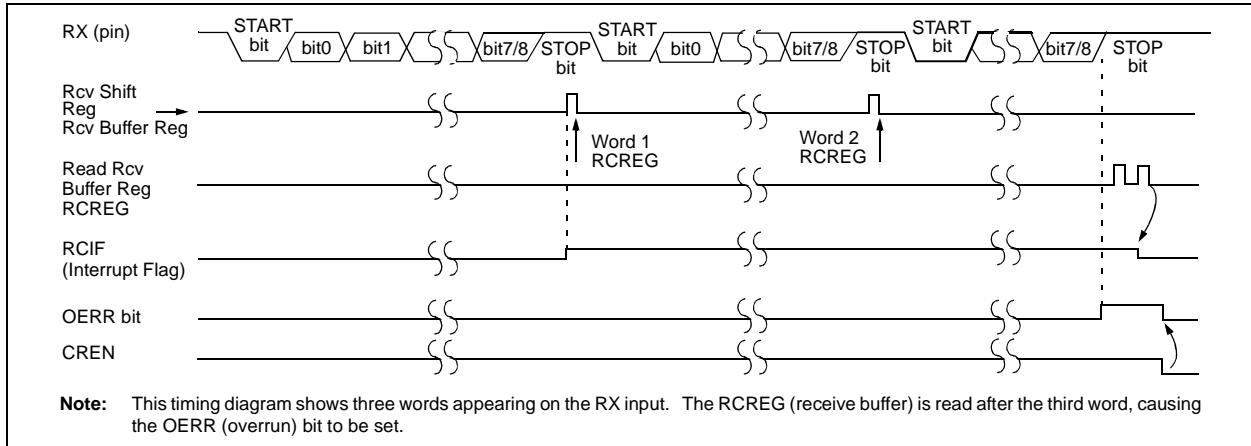 RX (pin)
START
bit
bit0
bit1
bit7/8
STOP
bit
START
bit
bit0
bit7/8
STOP
bit
START
bit
bit7/8
STOP
bit
Rcv Shift
Reg
Rcv Buffer Reg
Word 1
RCREG
Word 2
RCREG
Read Rcv
Buffer Reg
RCREG
RCIF
(Interrupt Flag)
OERR bit
CREN
Note: This timing diagram shows three words appearing on the RX input. The RCREG (receive buffer) is read after the third word, causing
the OERR (overrun) bit to be set.